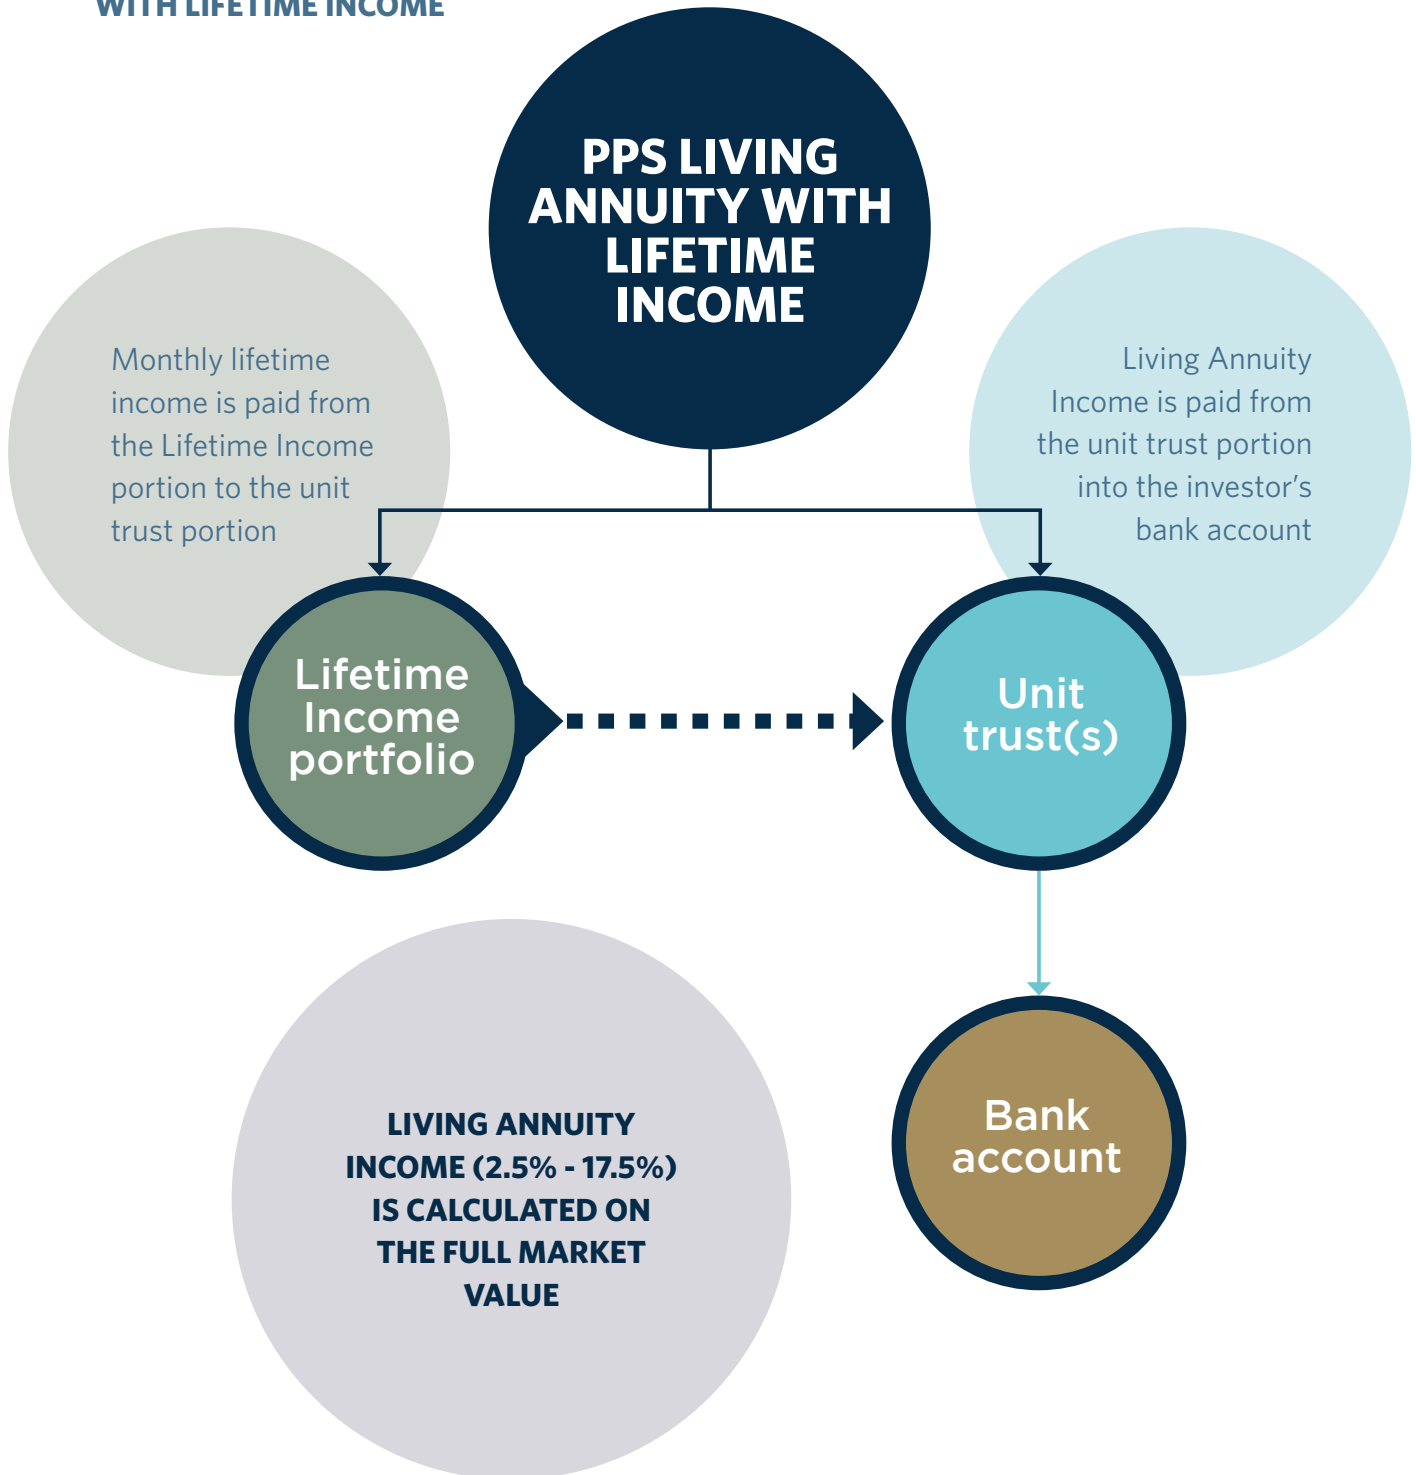 WITH LIFETIME INCOME
PPS LIVING
ANNUITY WITH
LIFETIME
INCOME
Monthly lifetime
income is paid from
the Lifetime Income
portion to the unit
trust portion
Living Annuity
Income is paid from
the unit trust portion
into the investor’s
bank account
Lifetime
Income
portfolio
Unit
trust(s)
LIVING ANNUITY
INCOME (2.5% - 17.5%)
IS CALCULATED ON
THE FULL MARKET
VALUE
Bank
account